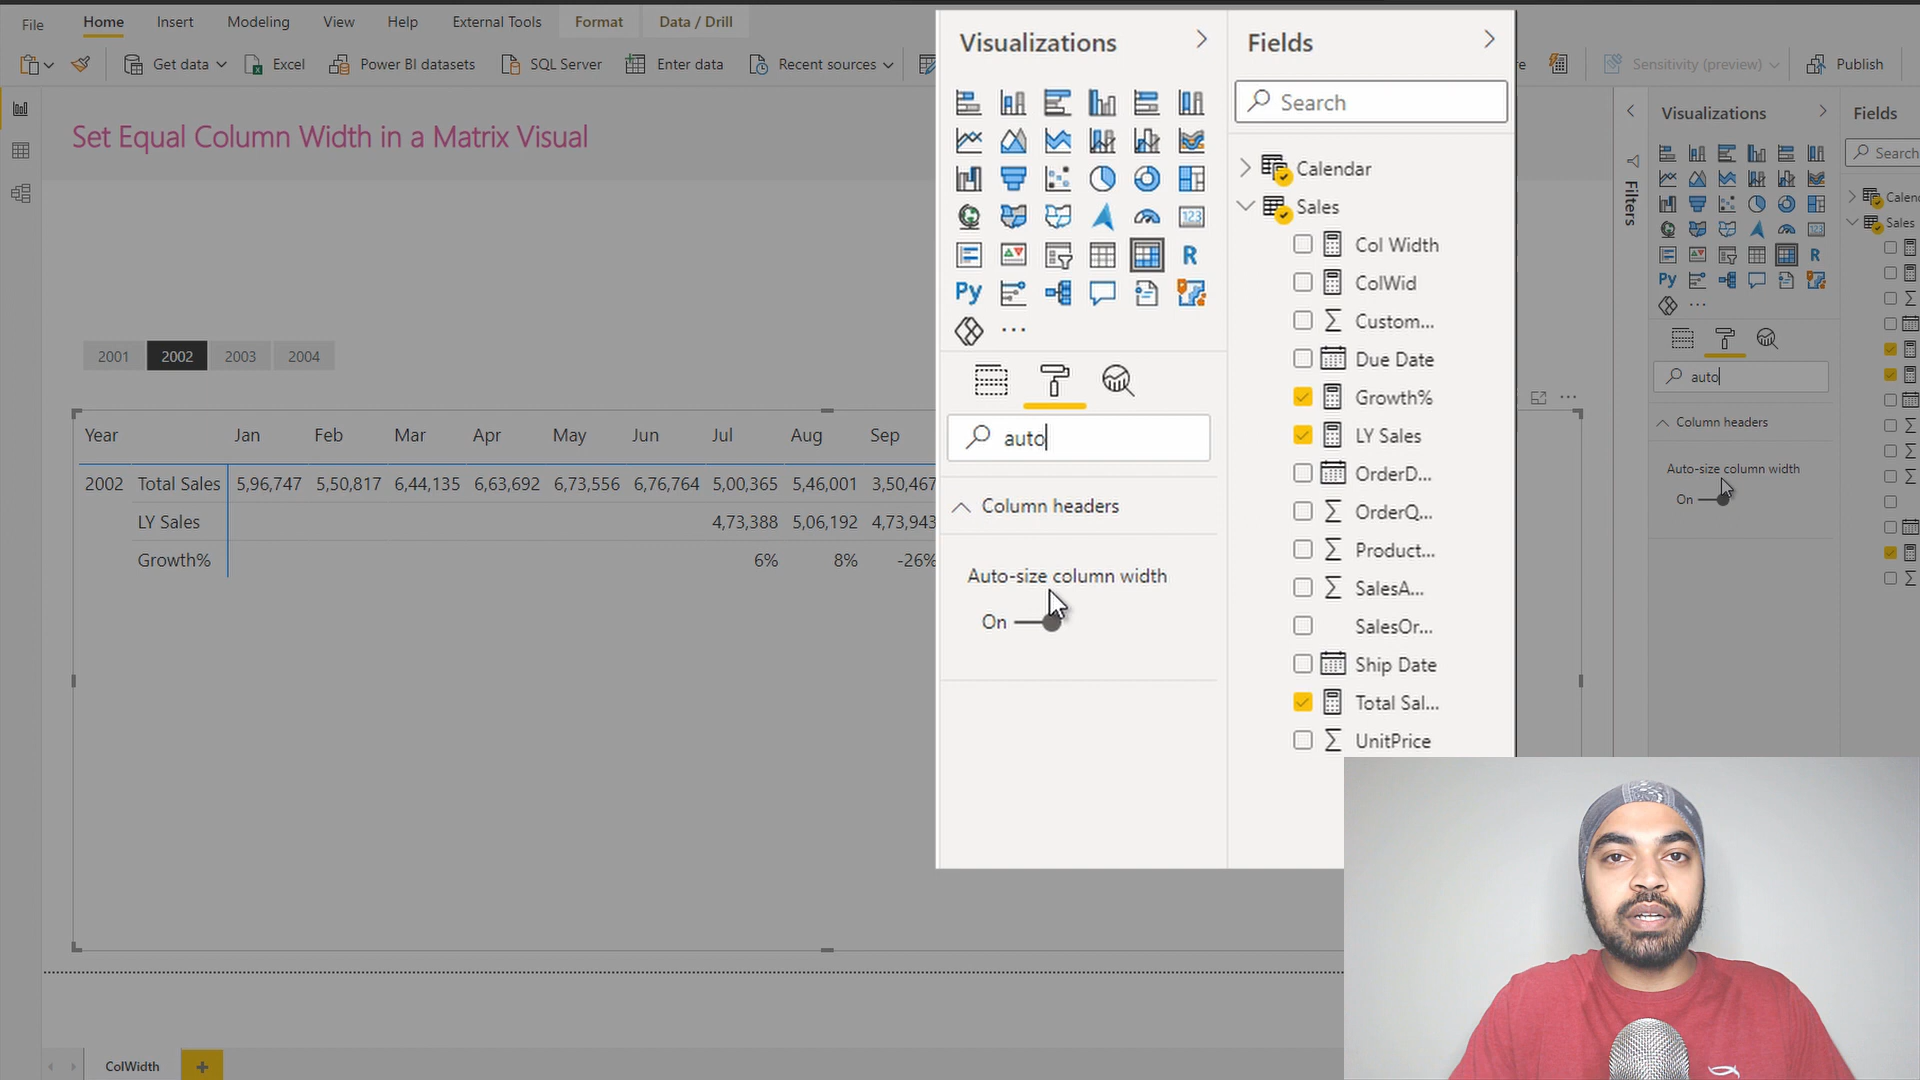 File
Home
Insert
Modeling
View
Help
External Tools
Format
Data / Drill
Get data
Excel
Power BI datasets
SQL Server
Enter data
Recent sources
Sensitivity (preview)
Publish
Set Equal Column Width in a Matrix Visual
2001 2002 2003 2004
Year Jan Feb Mar Apr May Jun Jul Aug Sep
2002 Total Sales 5,96,747 5,50,817 6,44,135 6,63,692 6,73,556 6,76,764 5,00,365 5,46,001 3,50,467
LY Sales 4,73,388 5,06,192 4,73,943
Growth% 6% 8% -26%
Visualizations
123
R
Py
auto
Column headers
Auto-size column width
On
Fields
Search
Calendar
Sales
Col Width
ColWid
Custom...
Due Date
Growth%
LY Sales
OrderD...
OrderQ...
Product...
SalesA...
SalesOr...
Ship Date
Total Sal...
UnitPrice
Filters
Visualizations
R
Py
auto
Column headers
Auto-size column width
On
Fields
Search
Sales
ColWidth